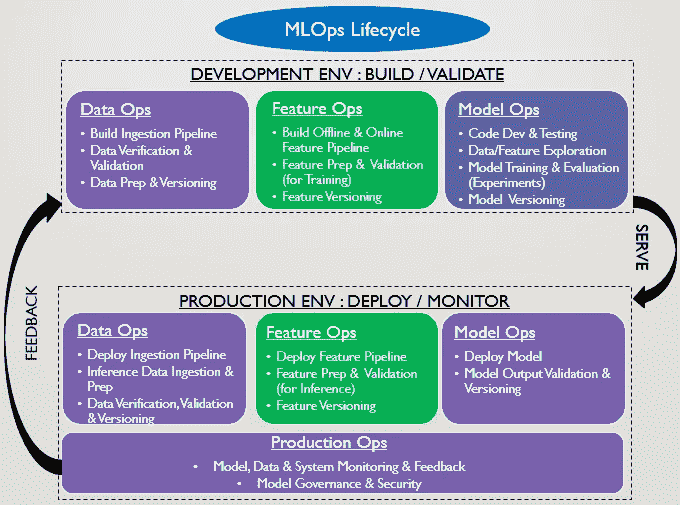 MLOps Lifecycle
DEVELOPMENT ENV : BUILD / VALIDATE
Data Ops
• Build Ingestion Pipeline
• Data Verification &
Validation
• Data Prep & Versioning
Feature Ops
• Build Offline & Online
Feature Pipeline
• Feature Prep & Validation
(for Training)
• Feature Versioning
Model Ops
• Code Dev & Testing
• Data/Feature Exploration
• Model Training & Evaluation
(Experiments)
• Model Versioning
SERVE
PRODUCTION ENV : DEPLOY / MONITOR
Data Ops
• Deploy Ingestion Pipeline
• Inference Data Ingestion &
Prep
• Data Verification, Validation
& Versioning
Feature Ops
• Deploy Feature Pipeline
• Feature Prep & Validation
(for Inference)
• Feature Versioning
Model Ops
• Deploy Model
• Model Output Validation &
Versioning
Production Ops
• Model, Data & System Monitoring & Feedback
• Model Governance & Security
FEEDBACK